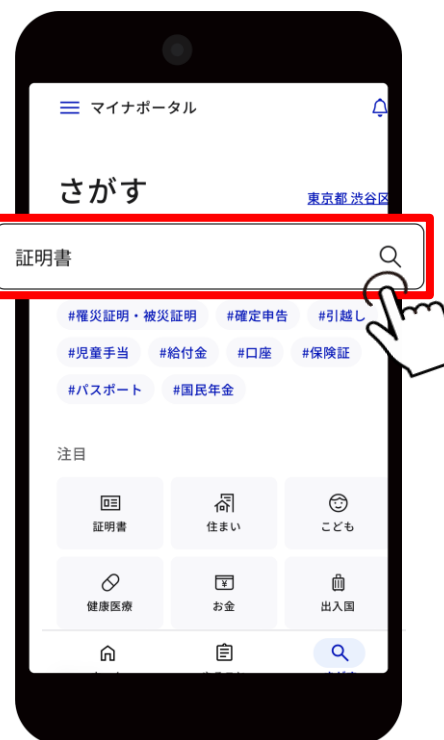 マイナポータル
さがす
東京都 渋谷区
証明書
#罹災証明・被災証明 #確定申告 #引越し
#児童手当 #給付金 #口座 #保険証
#パスポート #国民年金
注目
証明書 住まい こども
健康医療 お金 出入国